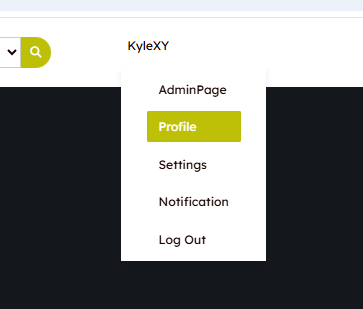 KyleXY
AdminPage
Profile
Settings
Notification
Log Out